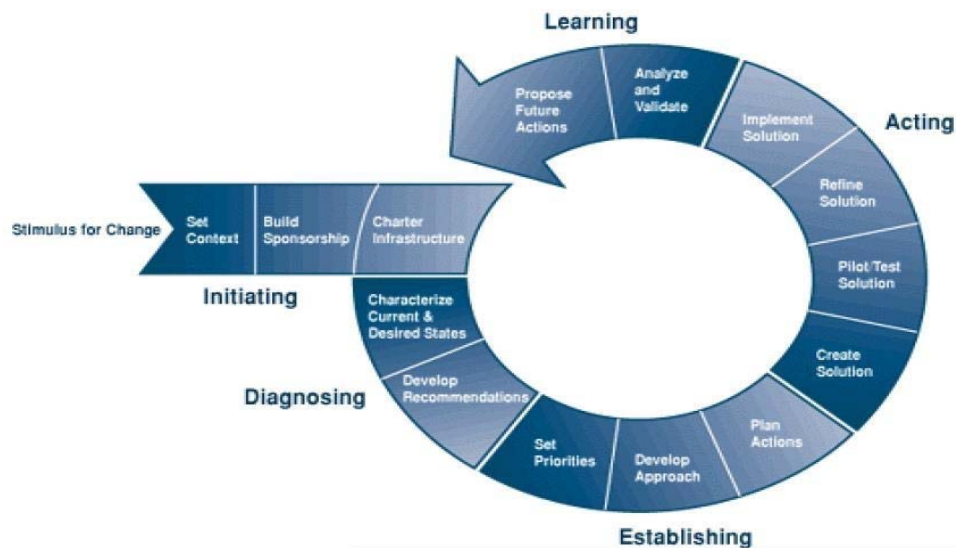 Learning
Propose
Future
Actions
Analyze
and
Validate
Implement
Solution
Acting
Refine
Solution
Pilot/Test
Solution
Create
Solution
Stimulus for Change
Set
Context
Build
Sponsorship
Charter
Infrastructure
Initiating
Characterize
Current &
Desired States
Diagnosing
Develop
Recommendations
Set
Priorities
Develop
Approach
Plan
Actions
Establishing